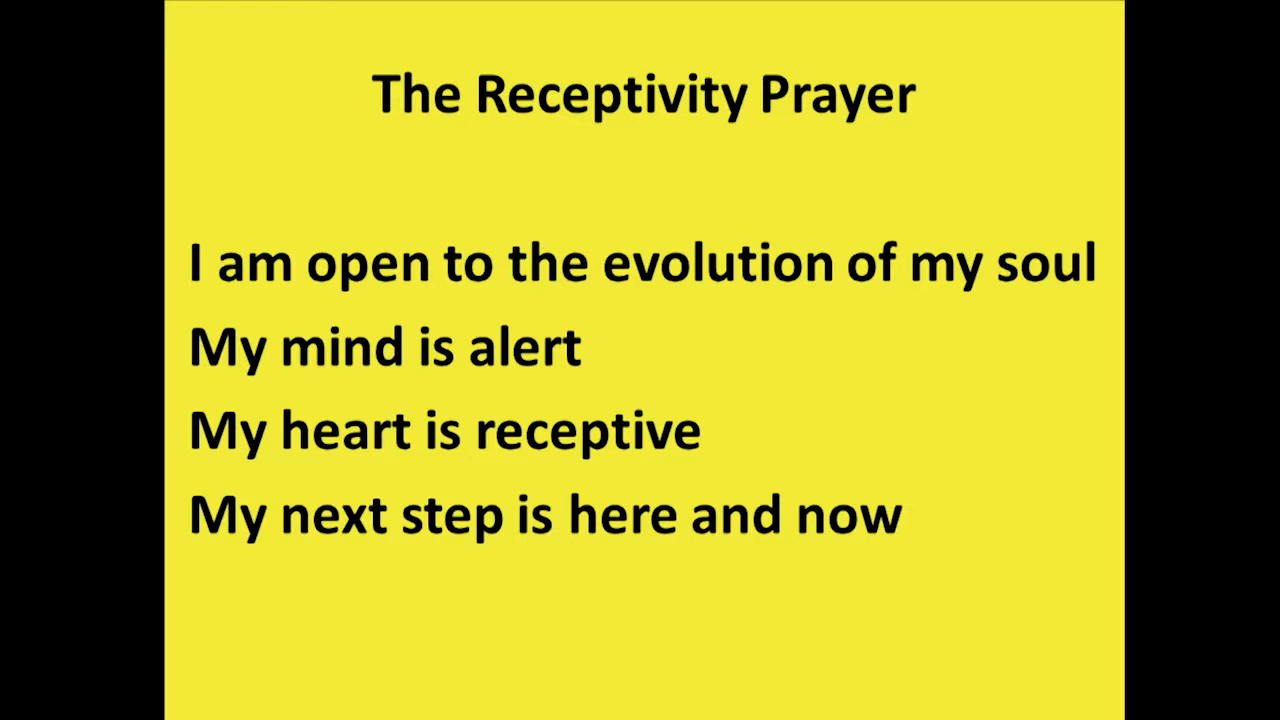 The Receptivity Prayer
I am open to the evolution of my soul
My mind is alert
My heart is receptive
My next step is here and now